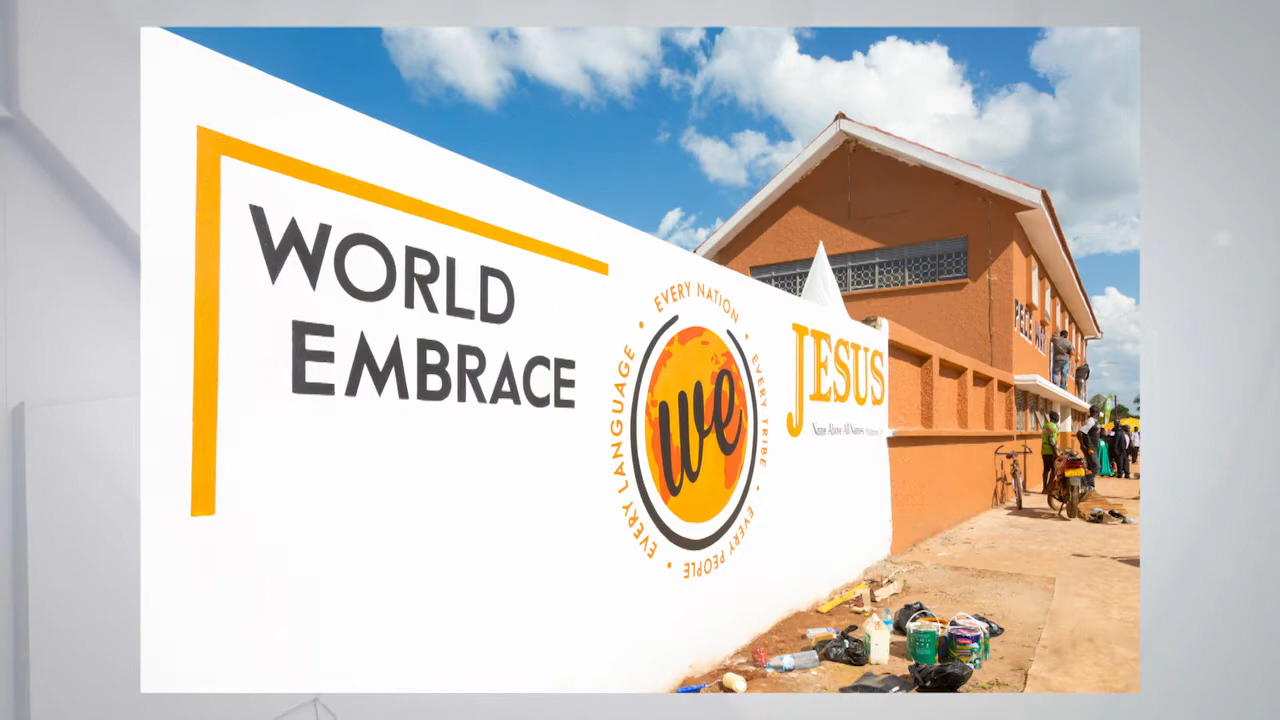 WORLD
EMBRACE
EVERY NATION • EVERY TRIBE • EVERY PEOPLE • EVERY LANGUAGE •
we
JESUS
Name Above All Names